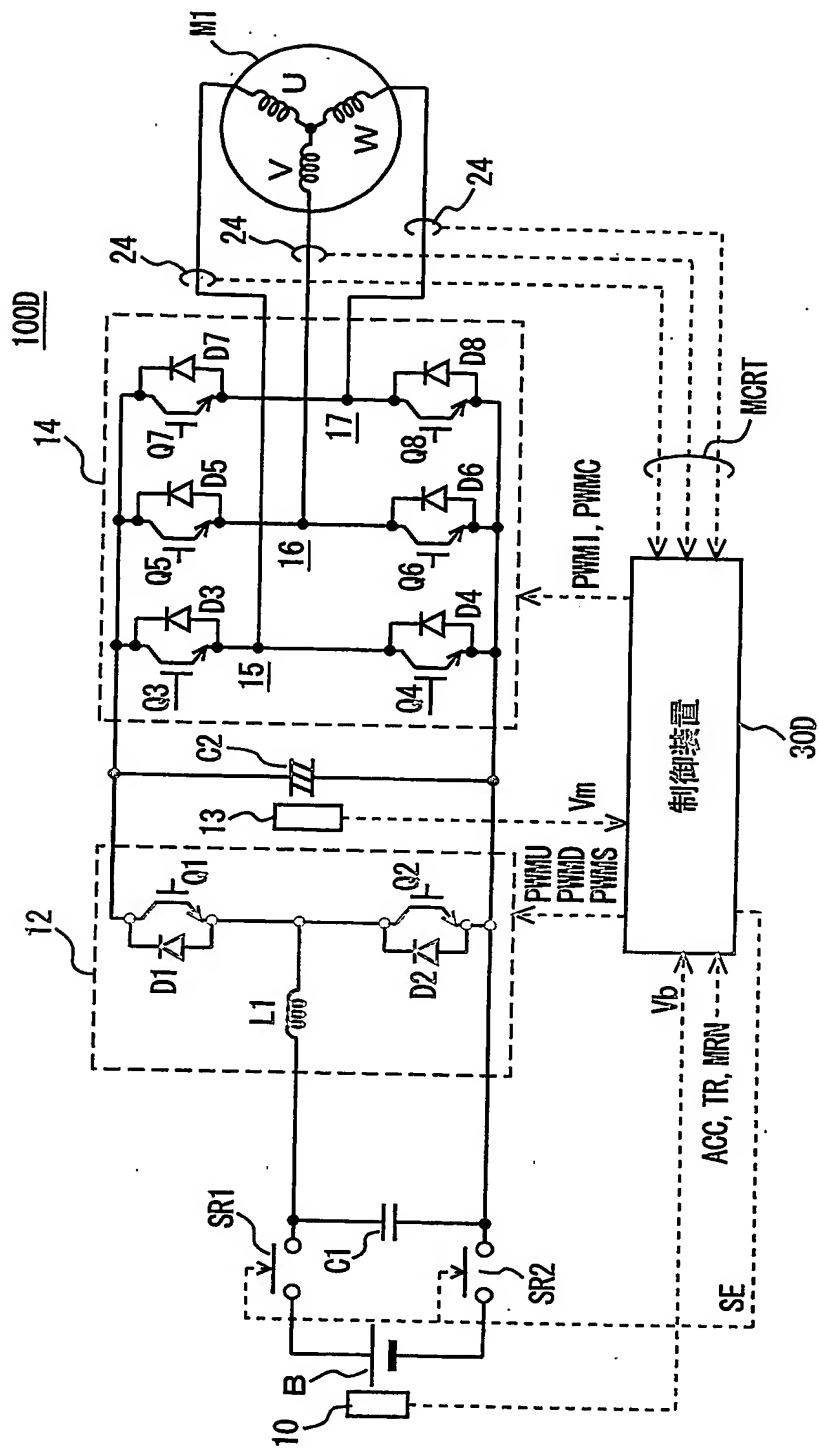 100D
12
14
M1
D1
Q1
D2
Q2
L1
13
C2
Q3
D3
Q4
D4
15
Q5
D5
Q6
D6
16
Q7
D7
Q8
D8
17
24
24
24
U
V
W
10
B
SR1
SR2
C1
SE
Vb
ACC, TR, MRN
PWMU
PWMD
PWMS
Vm
PWMI, PWMC
MCRT
制御装置
30D